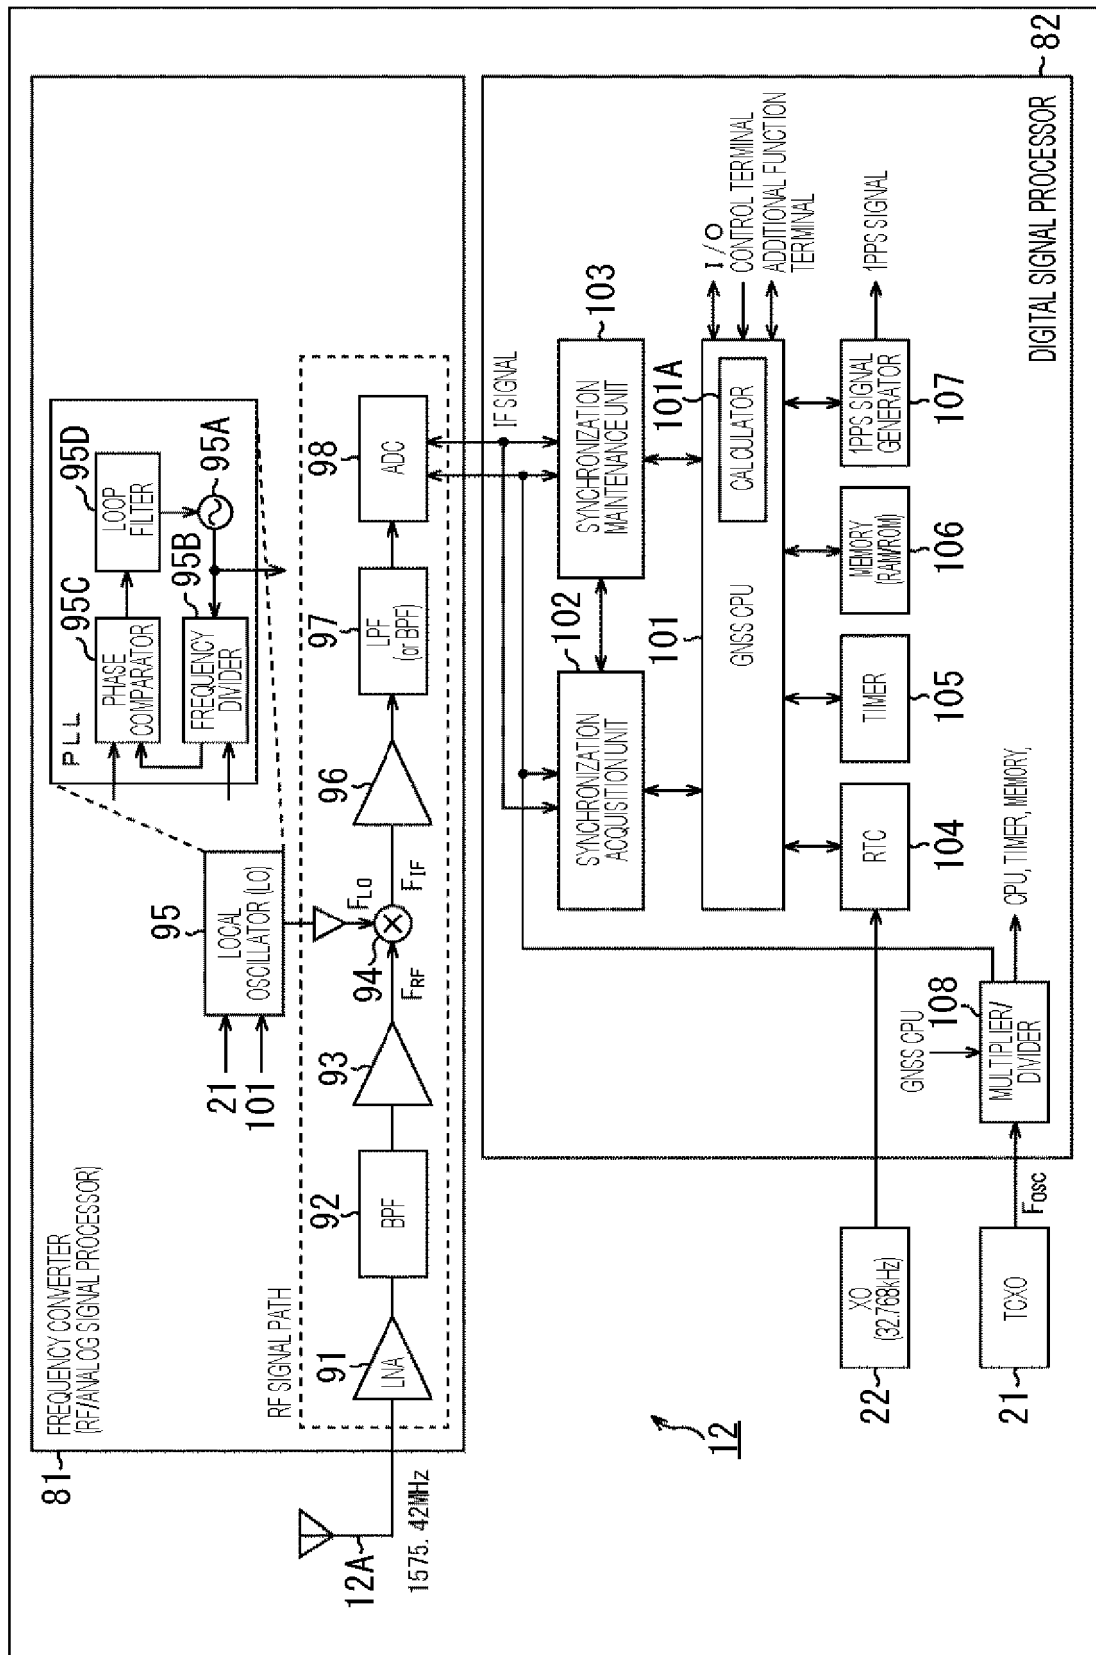 81
FREQUENCY CONVERTER
(RF/ANALOG SIGNAL PROCESSOR)
RF SIGNAL PATH
12A
1575. 42MHz
91
LNA
92
BPF
93
FRF
94
FLO
FIF
21
101
95
LOCAL
OSCILLATOR (LO)
96
97
LPF
(or BPF)
98
ADC
PLL
95C
PHASE
COMPARATOR
95D
LOOP
FILTER
95A
95B
FREQUENCY
DIVIDER
IF SIGNAL
82
DIGITAL SIGNAL PROCESSOR
102
SYNCHRONIZATION
ACQUISITION UNIT
103
SYNCHRONIZATION
MAINTENANCE UNIT
101
GNSS CPU
101A
CALCULATOR
I/O
CONTROL TERMINAL
ADDITIONAL FUNCTION
TERMINAL
RTC
104
TIMER
105
MEMORY
(RAM/ROM)
106
1PPS SIGNAL
GENERATOR
107
1PPS SIGNAL
GNSS CPU
108
MULTIPLIER/
DIVIDER
CPU, TIMER, MEMORY,
XO
(32.768kHz)
22
TCXO
21
FOSC
12